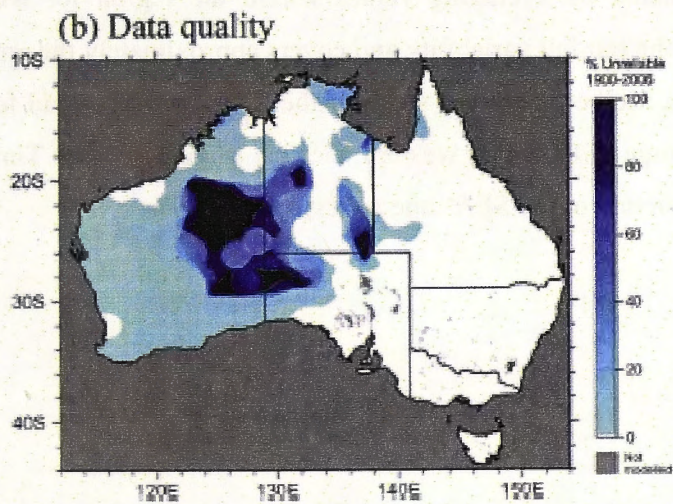 (b) Data quality
% Unreliable
1900-2006
10S
20S
30S
40S
120E
130E
140E
150E
100
80
60
40
20
0
Not
modelled